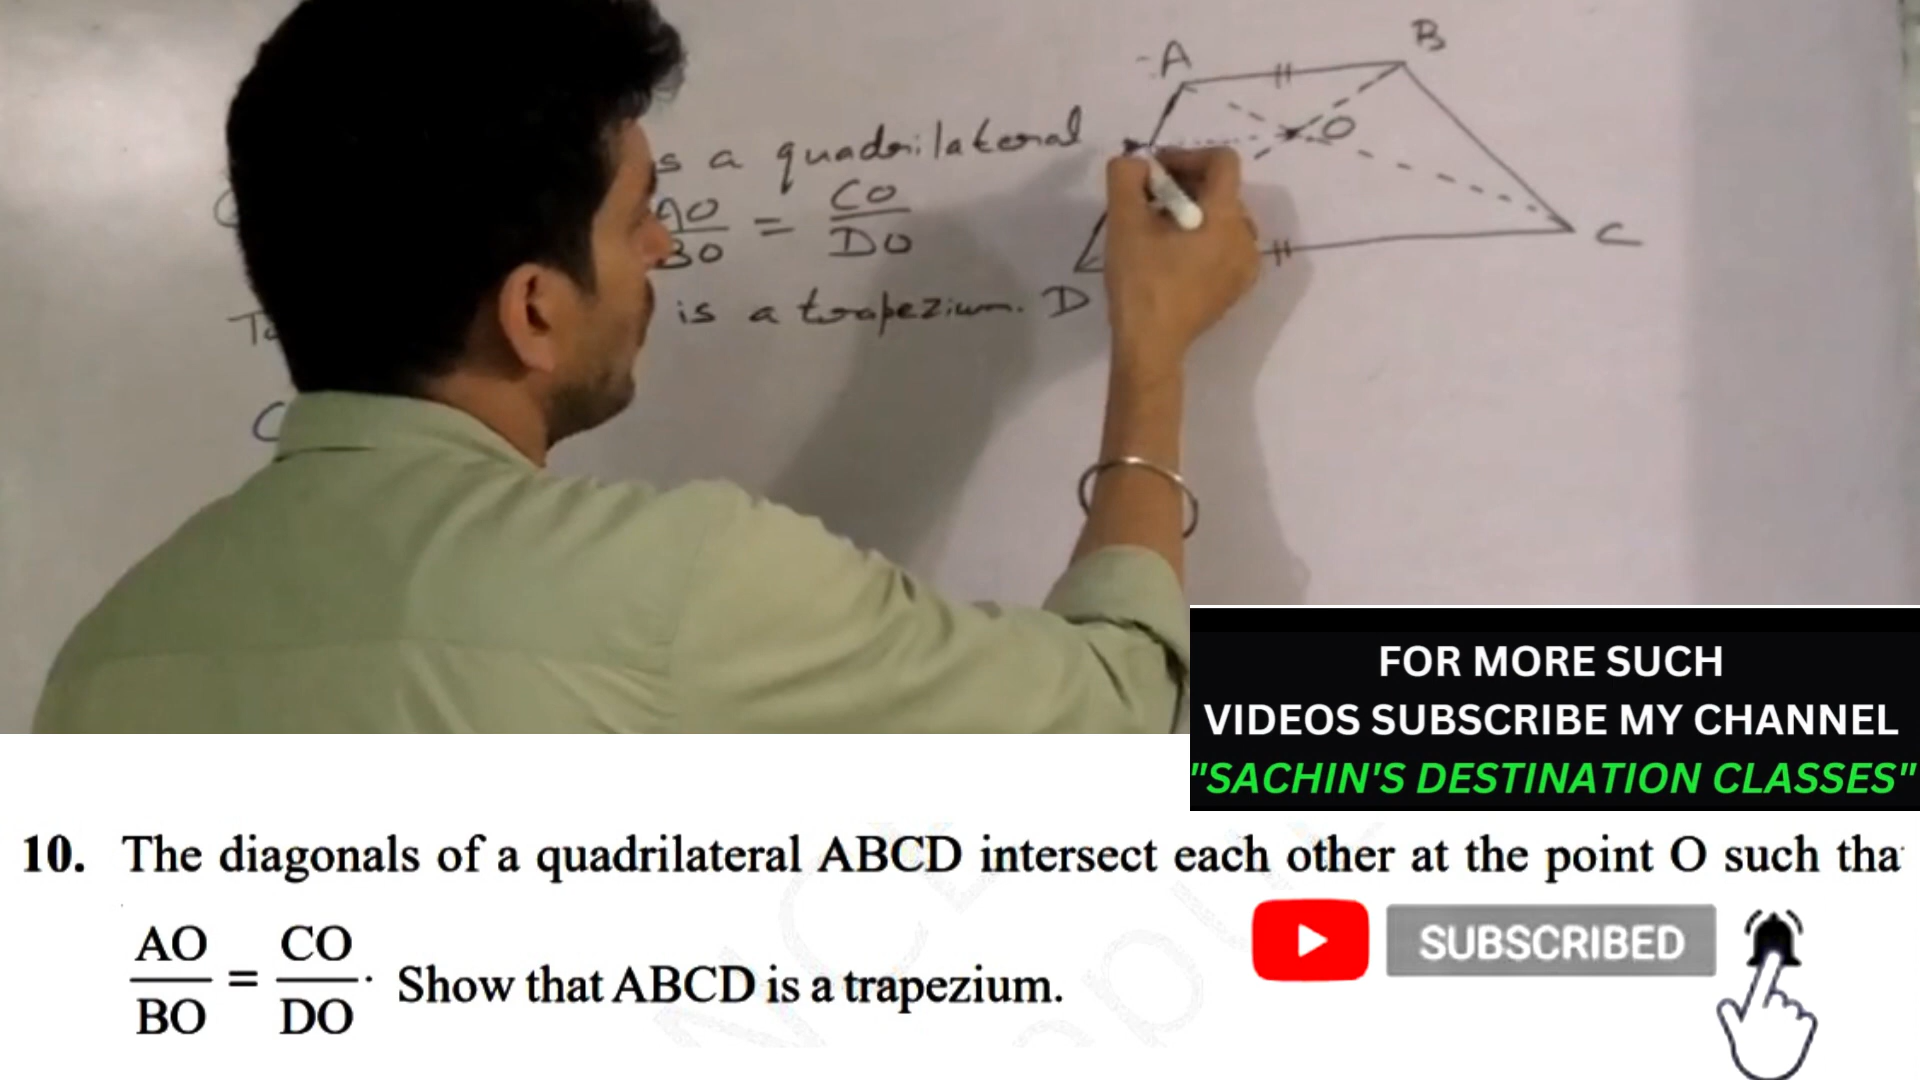 A
B
s a quadrilateral
O
AO
BO
=
CO
DO
C
is a trapezium. D
FOR MORE SUCH
VIDEOS SUBSCRIBE MY CHANNEL
"SACHIN'S DESTINATION CLASSES"
10. The diagonals of a quadrilateral ABCD intersect each other at the point O such tha
AO
BO
=
CO
DO
. Show that ABCD is a trapezium.
SUBSCRIBED